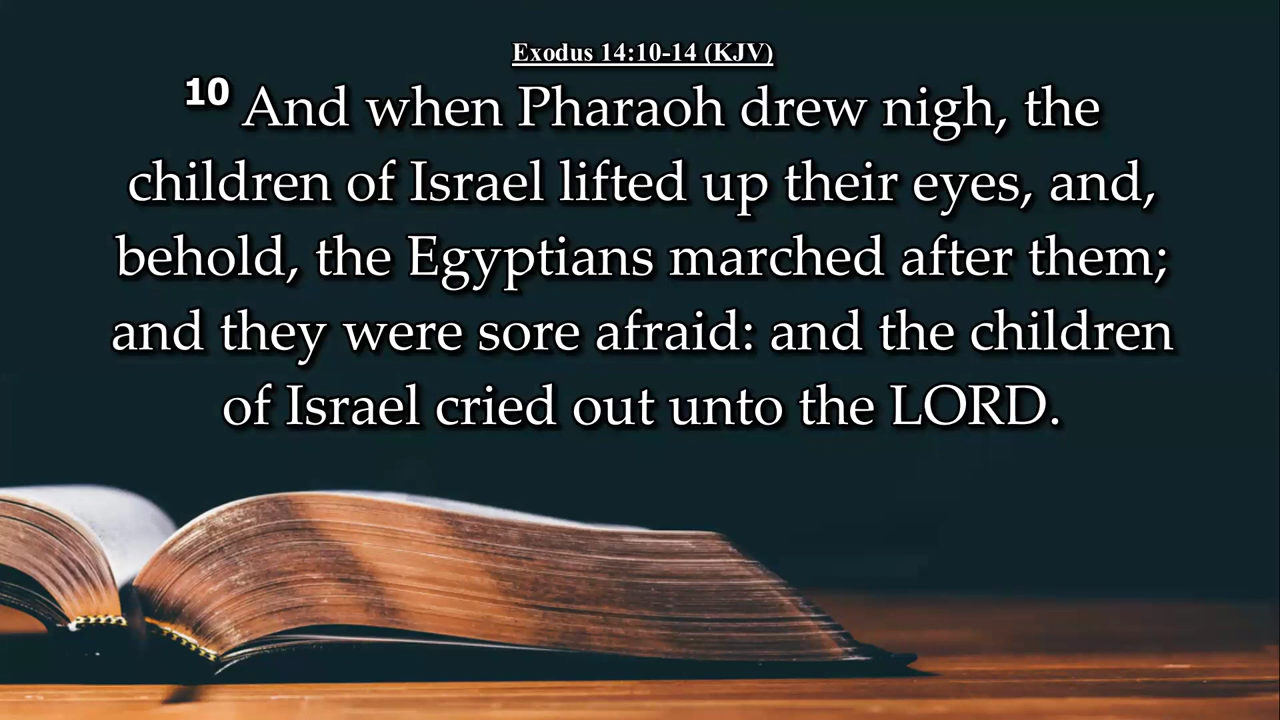 Exodus 14:10-14 (KJV)
10 And when Pharaoh drew nigh, the
children of Israel lifted up their eyes, and,
behold, the Egyptians marched after them;
and they were sore afraid: and the children
of Israel cried out unto the LORD.